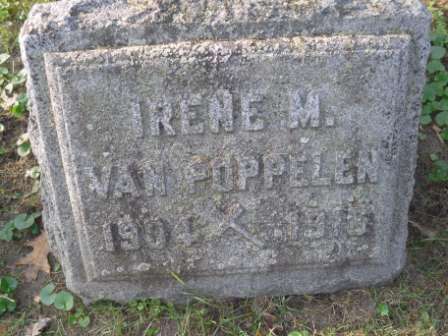 IRENE M.
VAN POPPELEN
1904